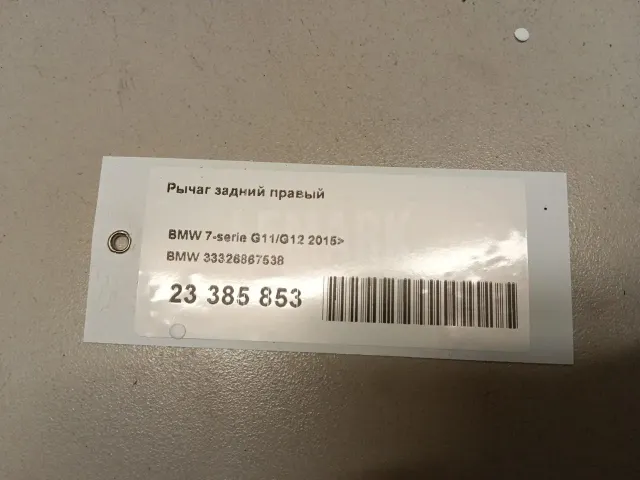 Рычаг задний правый
BMW 7-serie G11/G12 2015>
BMW 33326867538
23 385 853